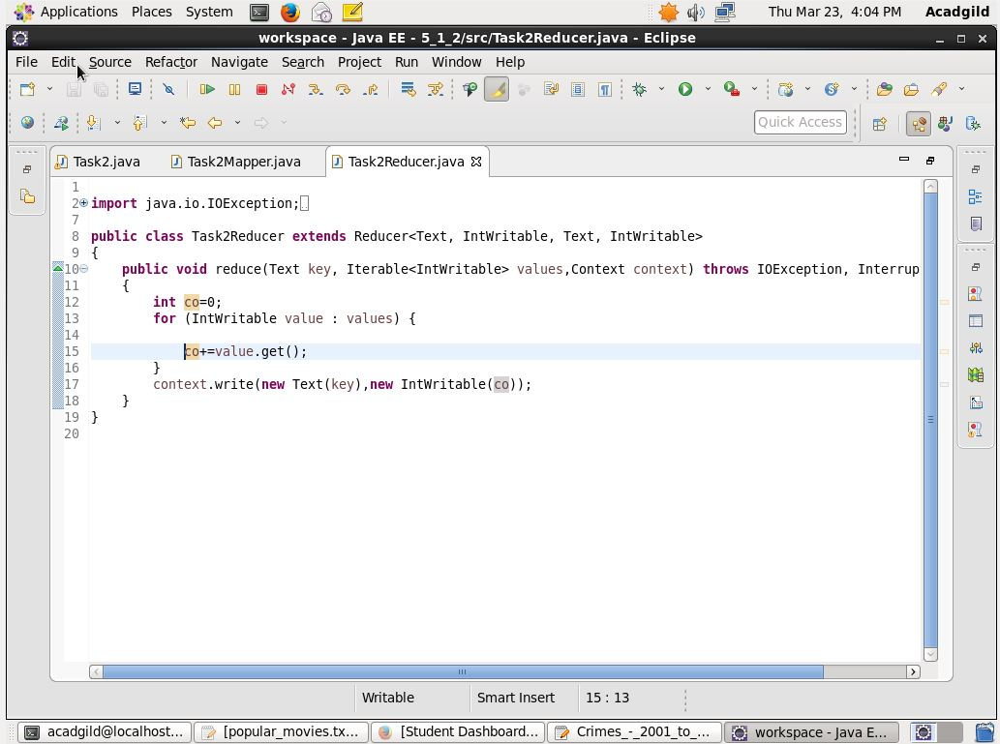 Applications Places System Thu Mar 23, 4:04 PM Acadgild
workspace - Java EE - 5_1_2/src/Task2Reducer.java - Eclipse
File Edit Source Refactor Navigate Search Project Run Window Help
Quick Access
Task2.java Task2Mapper.java Task2Reducer.java
1
2 import java.io.IOException;
7
8 public class Task2Reducer extends Reducer<Text, IntWritable, Text, IntWritable>
9 {
10 public void reduce(Text key, Iterable<IntWritable> values,Context context) throws IOException, Interrup
11 {
12 int co=0;
13 for (IntWritable value : values) {
14
15 co+=value.get();
16 }
17 context.write(new Text(key),new IntWritable(co));
18 }
19 }
20
Writable Smart Insert 15 : 13
acadgild@localhost... [popular_movies.tx... [Student Dashboard... Crimes_-_2001_to_... workspace - Java E...